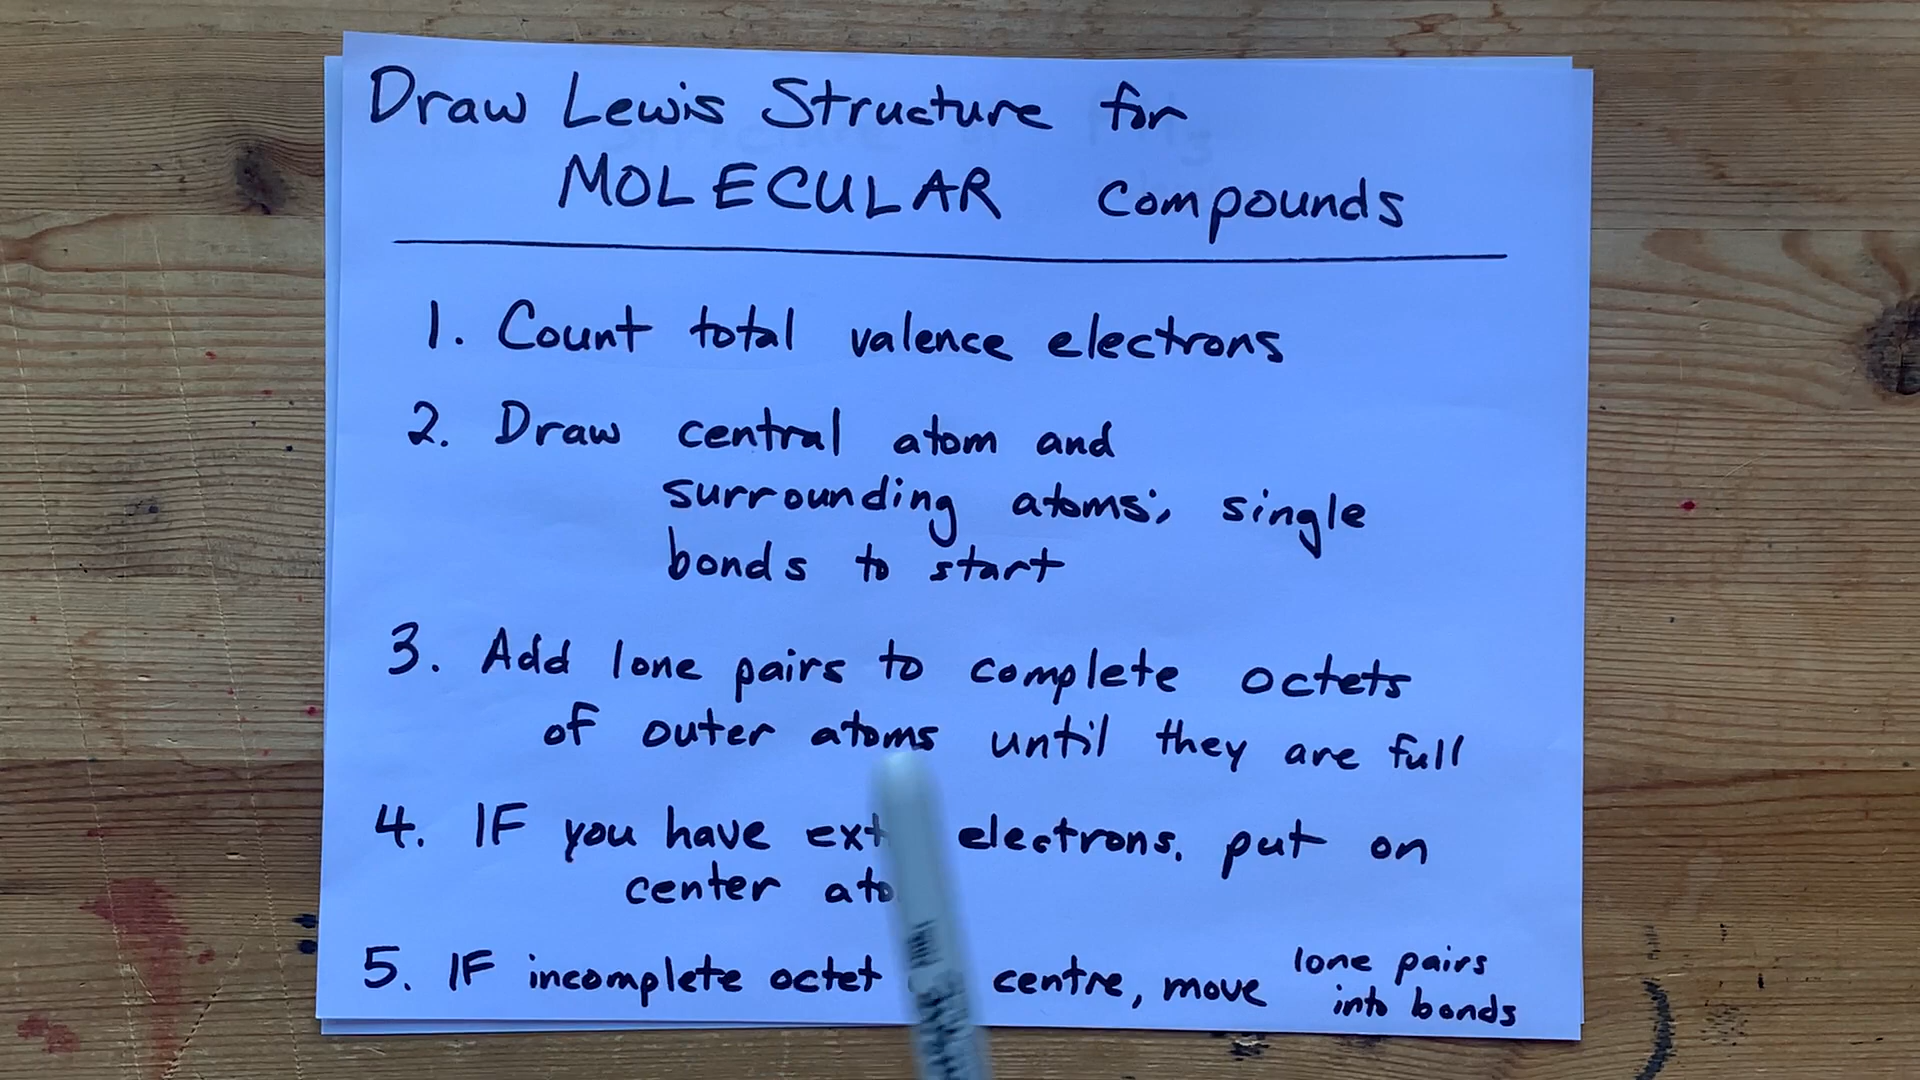 Draw Lewis Structure for
MOLECULAR compounds
1. Count total valence electrons
2. Draw central atom and
surrounding atoms; single
bonds to start
3. Add lone pairs to complete octets
of outer atoms until they are full
4. IF you have ext electrons, put on
center ato
5. IF incomplete octet centre, move lone pairs
into bonds